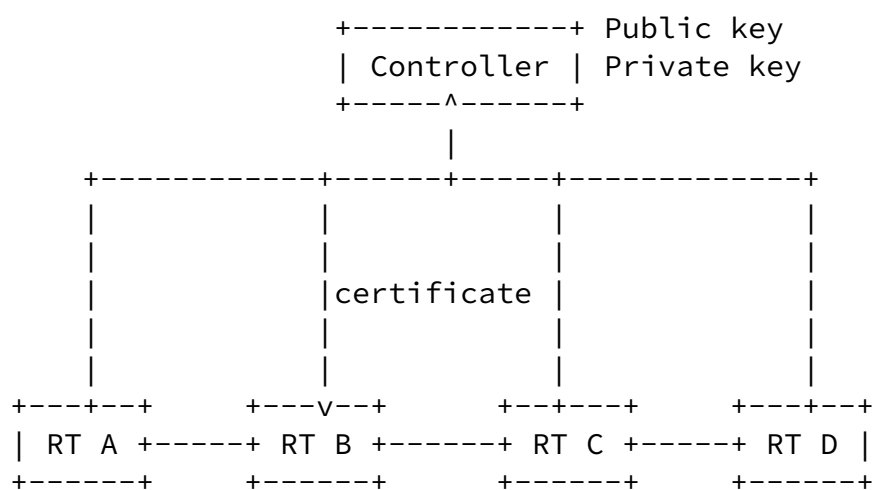 Public key
Controller Private key
certificate
RT A RT B RT C RT D